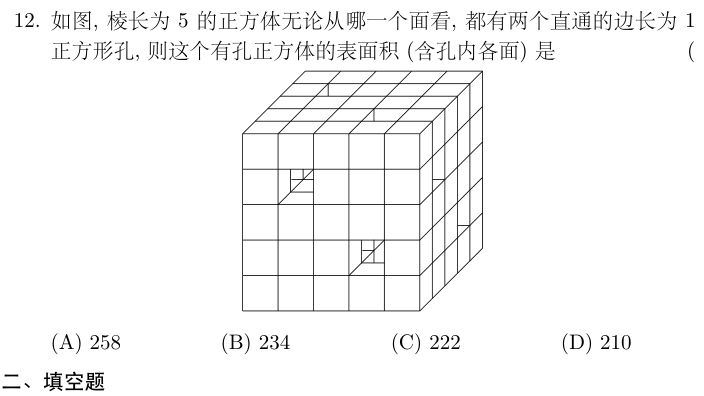 12. 如图, 棱长为 5 的正方体无论从哪一个面看, 都有两个直通的边长为 1
正方形孔, 则这个有孔正方体的表面积 (含孔内各面) 是 (
(A) 258 (B) 234 (C) 222 (D) 210
二、填空题